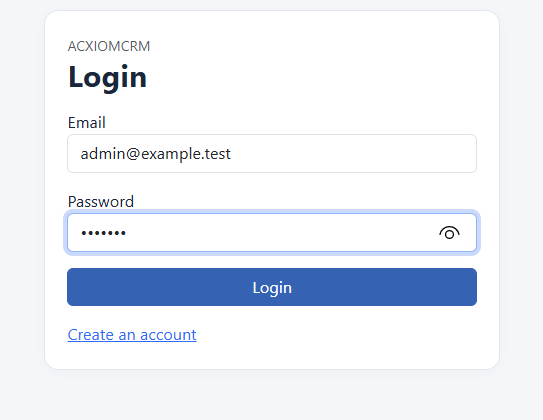 ACXIOMCRM
Login
Email
admin@example.test
Password
•••••••
Login
Create an account